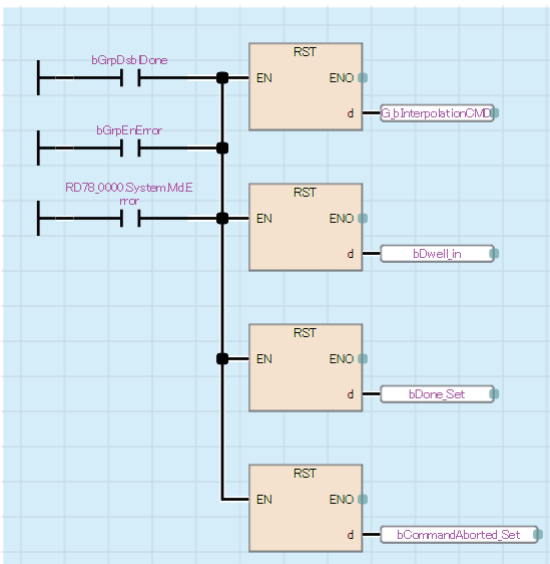 RST
bGrpDsblDone
EN ENO
d G_bInterpolationCMD
bGrpEnError
RD78_0000.System.Md.E
rror
RST
EN ENO
d bDwell_in
RST
EN ENO
d bDone_Set
RST
EN ENO
d bCommandAborted_Set